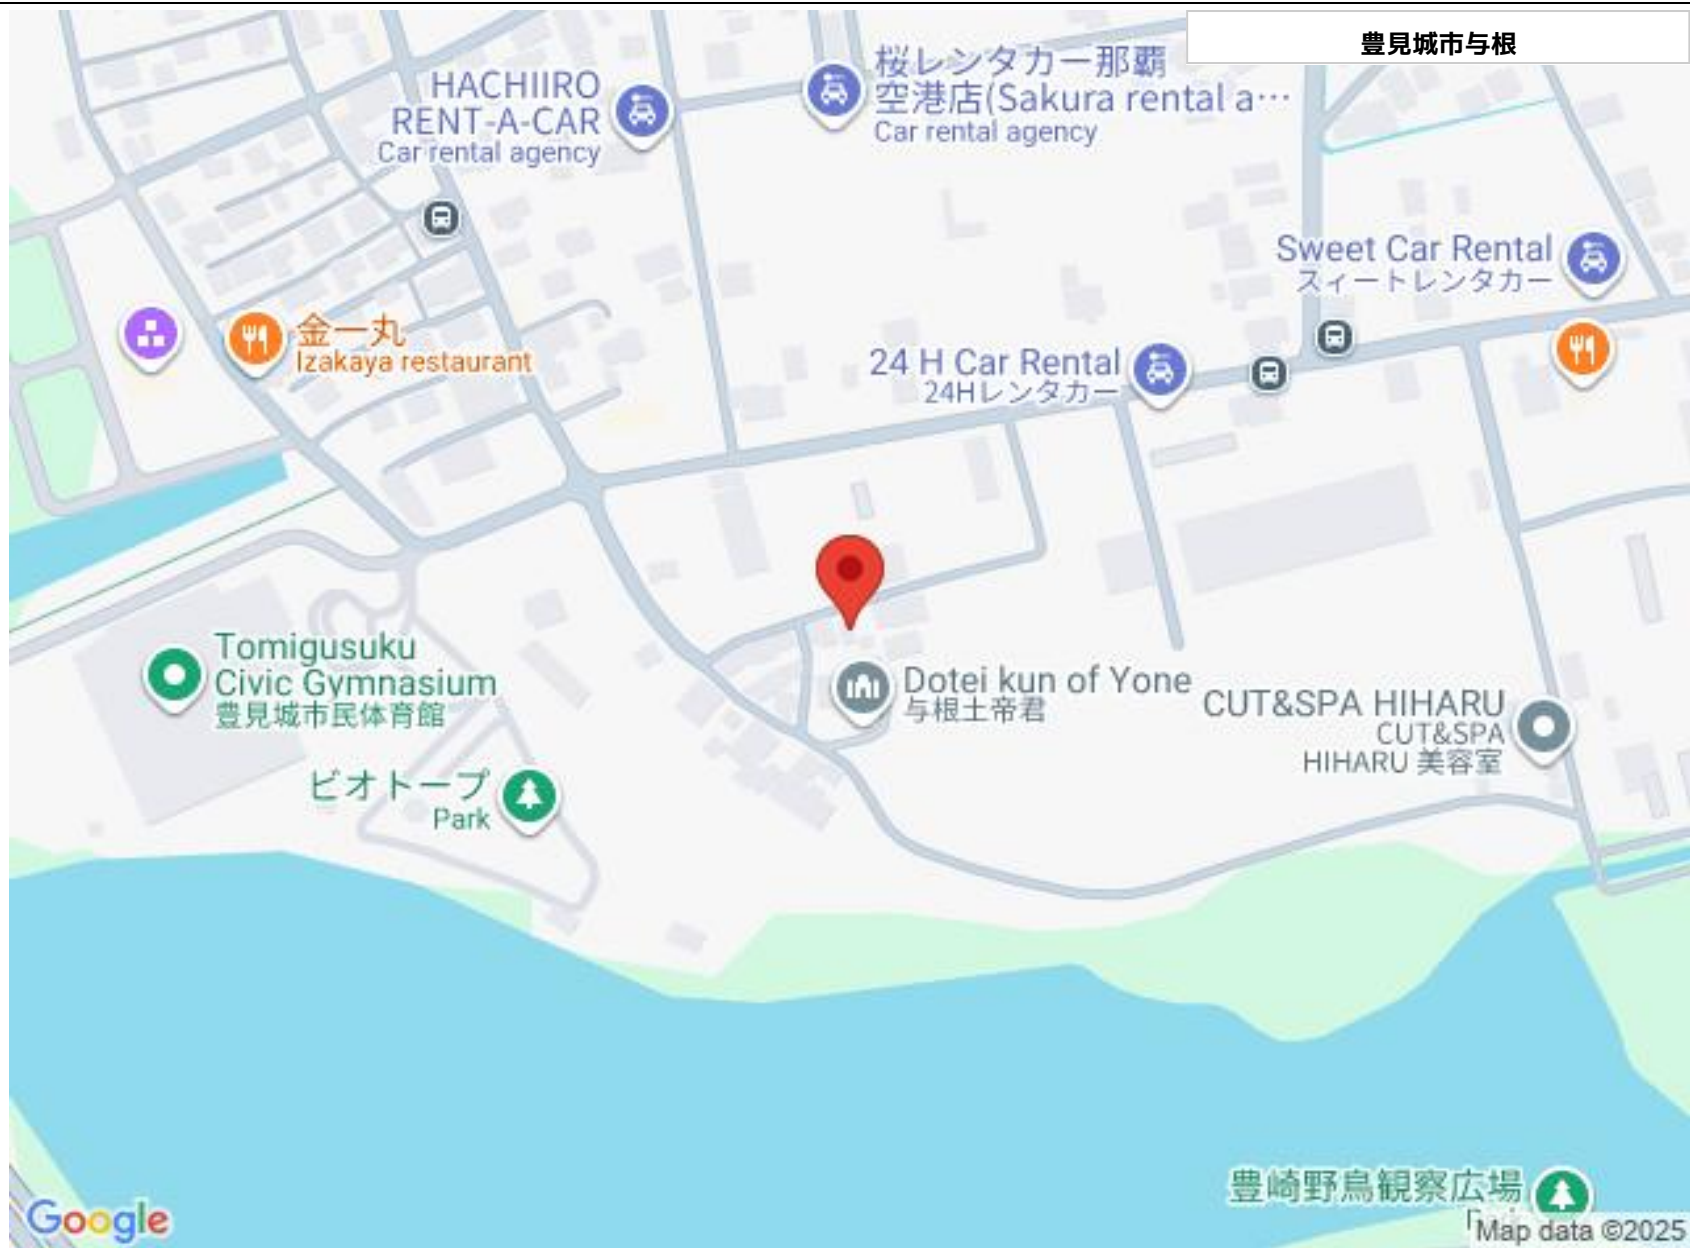 豊見城市与根
HACHIIRO
RENT-A-CAR
Car rental agency
桜レンタカー那覇
空港店(Sakura rental a…
Car rental agency
Sweet Car Rental
スィートレンタカー
金一丸
Izakaya restaurant
24 H Car Rental
24Hレンタカー
Tomigusuku
Civic Gymnasium
豊見城市民体育館
Dotei kun of Yone
与根土帝君
CUT&SPA HIHARU
CUT&SPA
HIHARU 美容室
ビオトープ
Park
豊崎野鳥観察広場
Google
Map data ©2025